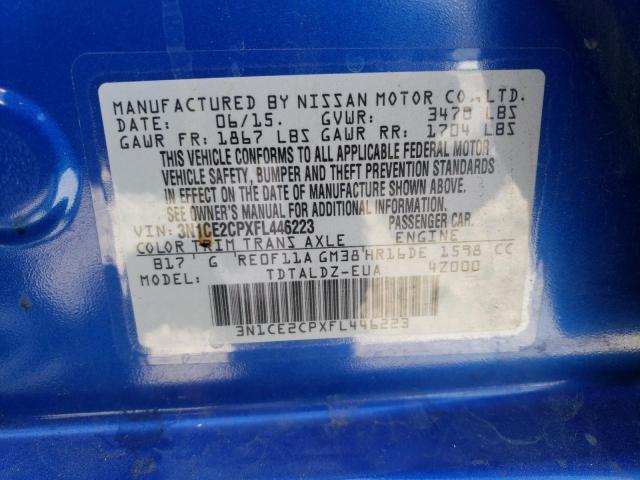 MANUFACTURED BY NISSAN MOTOR CO.,LTD.
DATE: 06/15. GVWR: 3478 LBS
GAWR FR: 1867 LBS GAWR RR: 1704 LBS
THIS VEHICLE CONFORMS TO ALL APPLICABLE FEDERAL MOTOR
VEHICLE SAFETY, BUMPER AND THEFT PREVENTION STANDARDS
IN EFFECT ON THE DATE OF MANUFACTURE SHOWN ABOVE.
SEE OWNER'S MANUAL FOR ADDITIONAL INFORMATION.
VIN: 3N1CE2CPXFL446223 PASSENGER CAR.
COLOR TRIM TRANS AXLE ENGINE
B17 G RE0F11A GM38 HR16DE 1598 CC
MODEL: TDTALDZ-EUA 4Z000
3N1CE2CPXFL446223